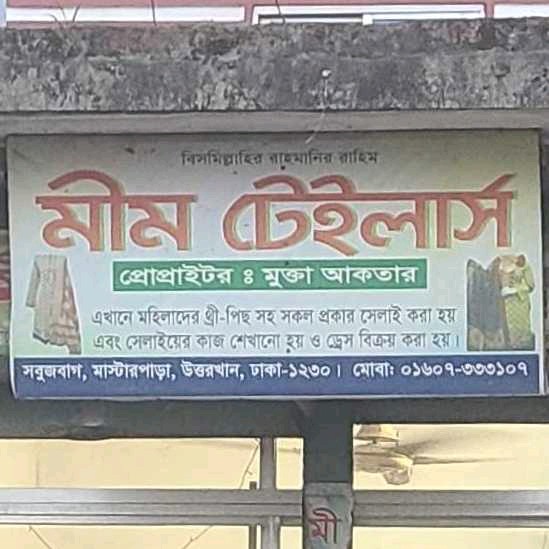 বিসমিল্লাহির রাহমানির রাহিম
মীম টেইলার্স
প্রোপ্রাইটর ঃ মুক্তা আকতার
এখানে মহিলাদের থ্রী-পিছ সহ সকল প্রকার সেলাই করা হয়
এবং সেলাইয়ের কাজ শেখানো হয় ও ড্রেস বিক্রয় করা হয়।
সবুজবাগ, মাস্টারপাড়া, উত্তরখান, ঢাকা-১২৩০। মোবা: ০১৬০৭-৩৩৩১০৭
মী